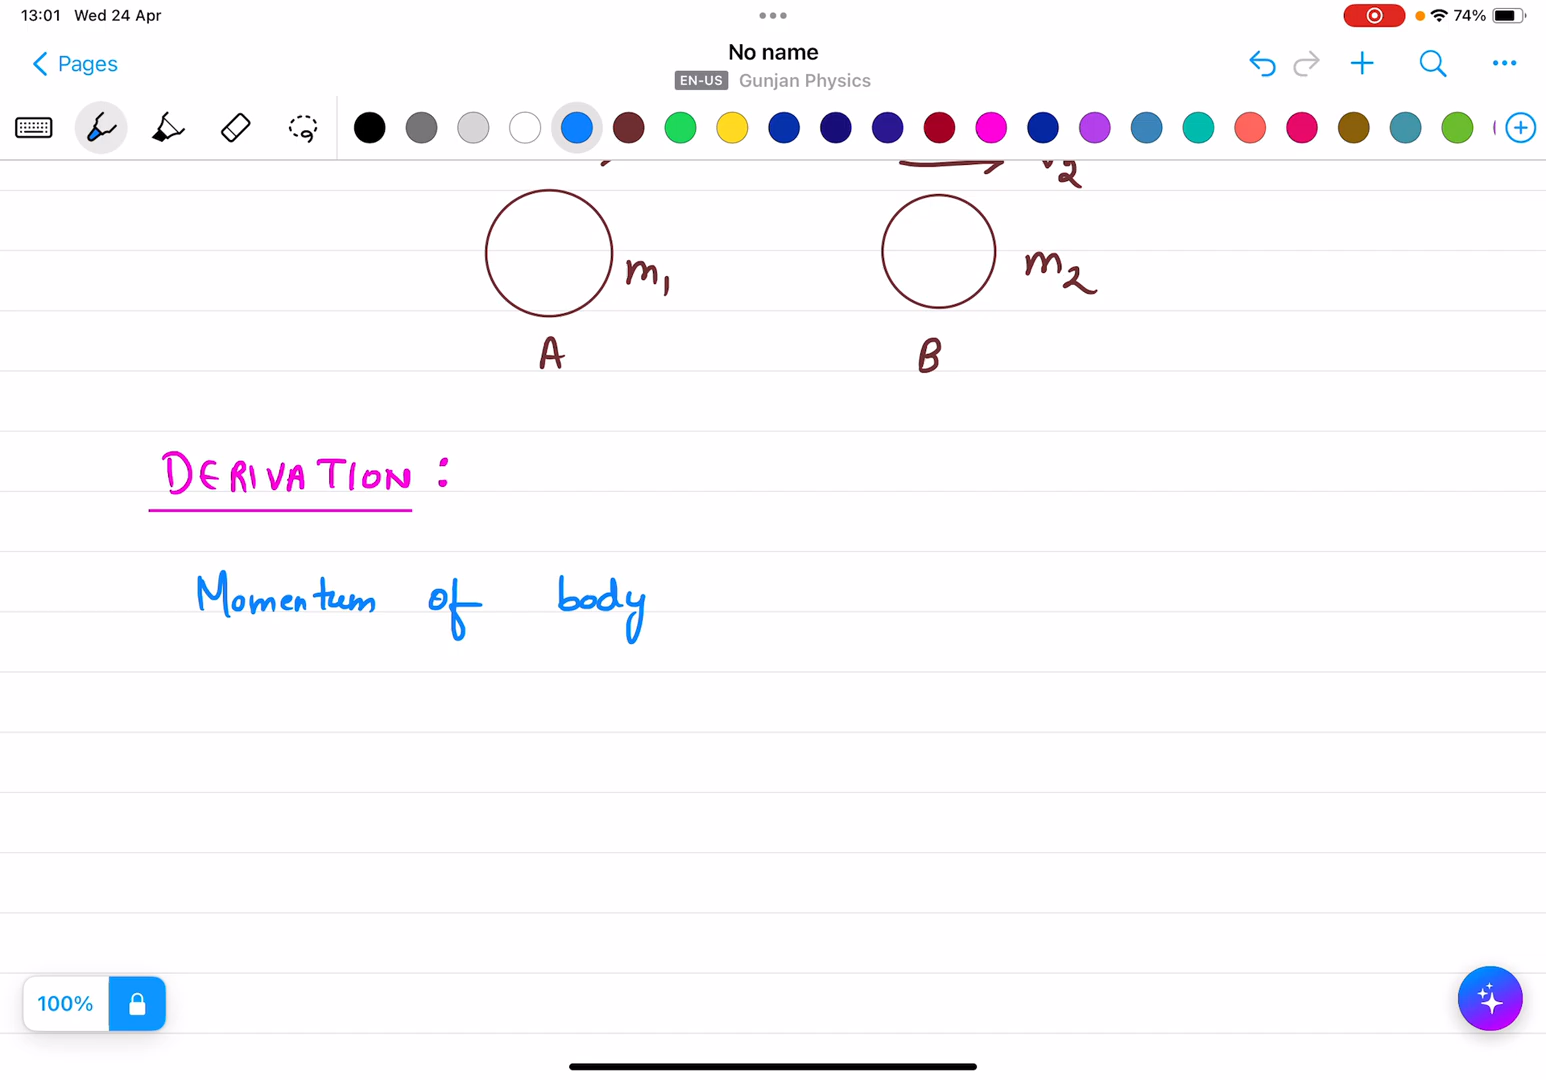 13:01 Wed 24 Apr
74%
Pages
No name
EN-US Gunjan Physics
m₁
m₂
A
B
DERIVATION :
Momentum of body
100%